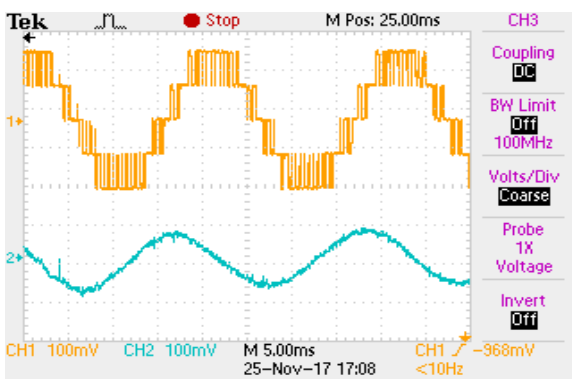 Tek Stop M Pos: 25.00ms CH3
Coupling
DC
BW Limit
Off
100MHz
Volts/Div
Coarse
Probe
1X
Voltage
Invert
Off
1
2
CH1 100mV CH2 100mV M 5.00ms CH1 -968mV
25-Nov-17 17:08 <10Hz